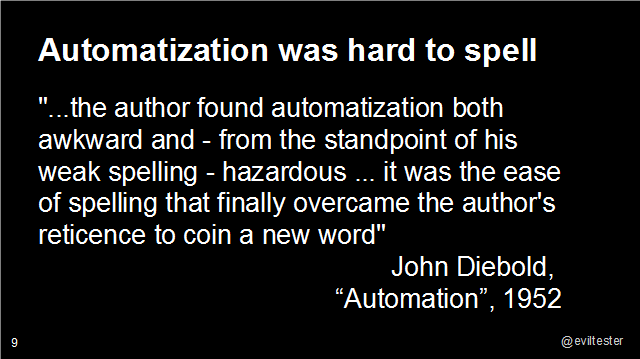 Automatization was hard to spell
"...the author found automatization both
awkward and - from the standpoint of his
weak spelling - hazardous ... it was the ease
of spelling that finally overcame the author's
reticence to coin a new word"
John Diebold,
“Automation”, 1952
9
@eviltester